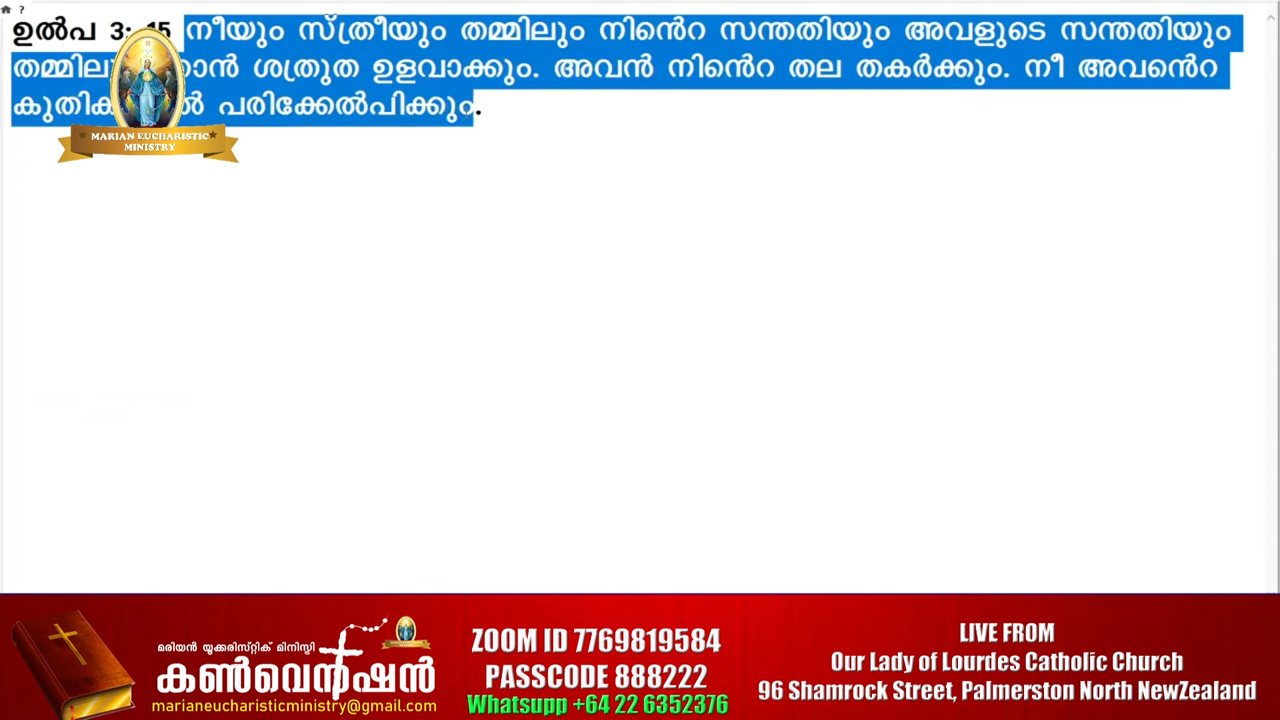 ?
ഉൽപ 3: 15 നീയും സ്ത്രീയും തമ്മിലും നിൻെറ സന്തതിയും അവളുടെ സന്തതിയും
ശത്രുത ഉളവാക്കും. അവൻ നിൻെറ തല തകർക്കും. നീ അവൻെറ
പരിക്കേൽപിക്കും.
MARIAN EUCHARISTIC
MINISTRY
മരിയൻ യൂക്കരിസ്റ്റിക് മിനിസ്ട്രി
കൺവെൻഷൻ
marianeucharisticministry@gmail.com
ZOOM ID 7769819584
PASSCODE 888222
Whatsupp +64 22 6352376
LIVE FROM
Our Lady of Lourdes Catholic Church
96 Shamrock Street, Palmerston North NewZealand